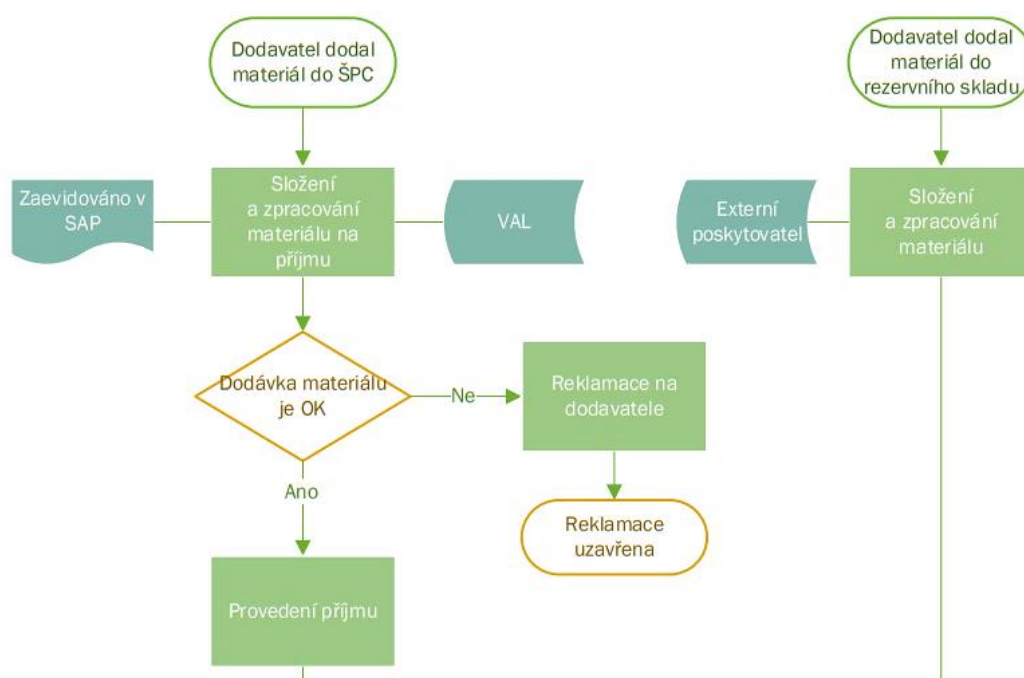 Dodavatel dodal
materiál do ŠPC
Dodavatel dodal
materiál do
rezervního skladu
Zaevidováno v
SAP
Složení
a zpracování
materiálu na
příjmu
VAL
Externí
poskytovatel
Složení
a zpracování
materiálu
Dodávka materiálu
je OK
Ne
Reklamace na
dodavatele
Ano
Reklamace
uzavřena
Provedení příjmu